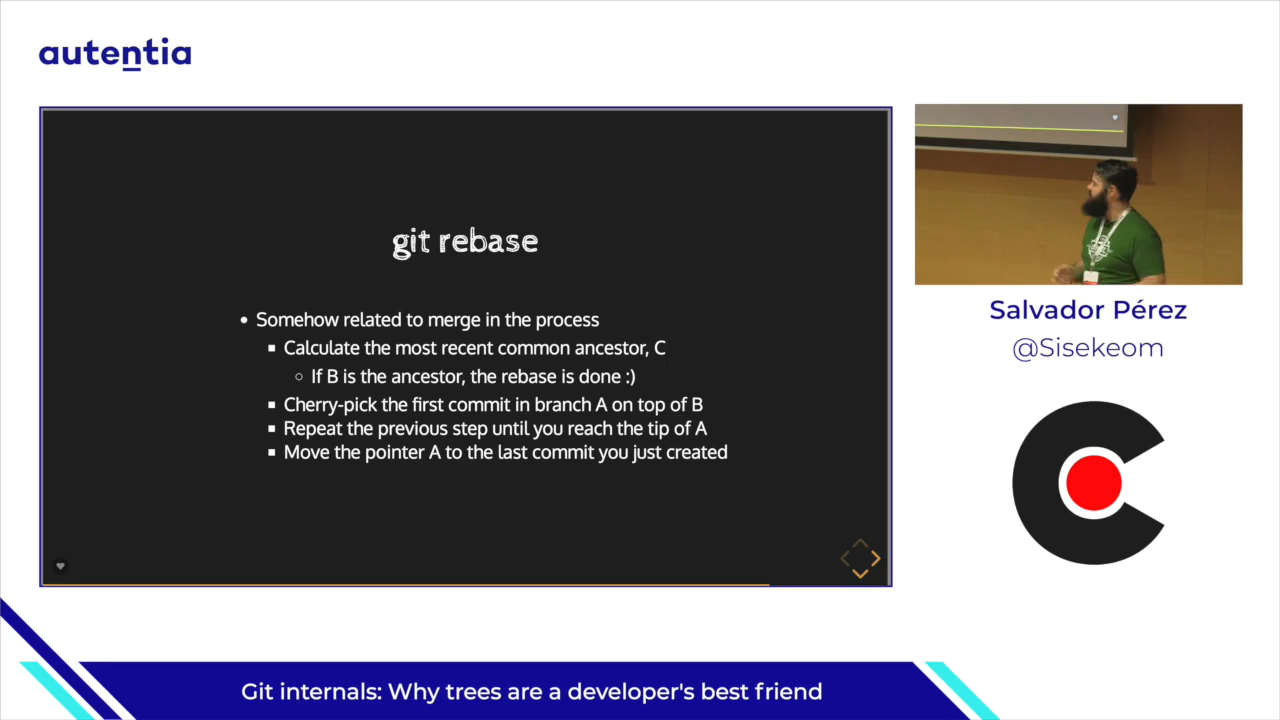 autentia
git rebase
Somehow related to merge in the process
Calculate the most recent common ancestor, C
If B is the ancestor, the rebase is done :)
Cherry-pick the first commit in branch A on top of B
Repeat the previous step until you reach the tip of A
Move the pointer A to the last commit you just created
Salvador Pérez
@Sisekeom
Git internals: Why trees are a developer's best friend